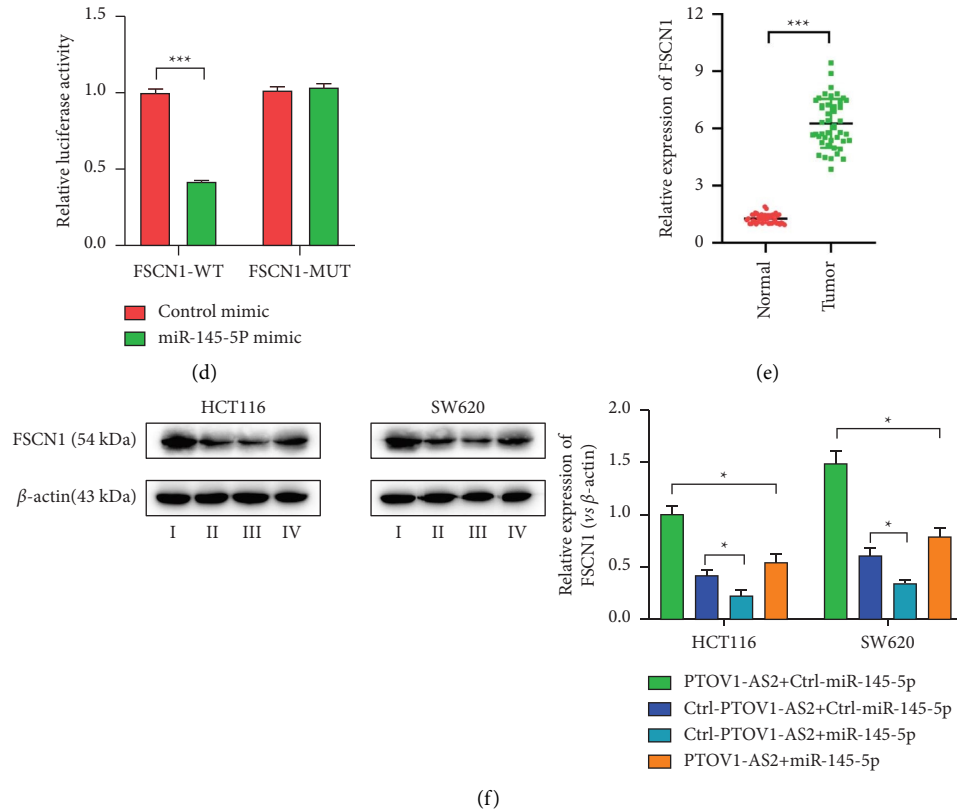 1.5
1.0
0.5
0.0
Relative luciferase activity
***
FSCN1-WT
FSCN1-MUT
Control mimic
miR-145-5P mimic
(d)
12
9
6
3
0
Relative expression of FSCN1
***
Normal
Tumor
(e)
HCT116
SW620
FSCN1 (54 kDa)
β-actin(43 kDa)
I II III IV
I II III IV
2.0
1.5
1.0
0.5
0.0
Relative expression of
FSCN1 (vs β-actin)
*
*
*
*
HCT116
SW620
PTOV1-AS2+Ctrl-miR-145-5p
Ctrl-PTOV1-AS2+Ctrl-miR-145-5p
Ctrl-PTOV1-AS2+miR-145-5p
PTOV1-AS2+miR-145-5p
(f)